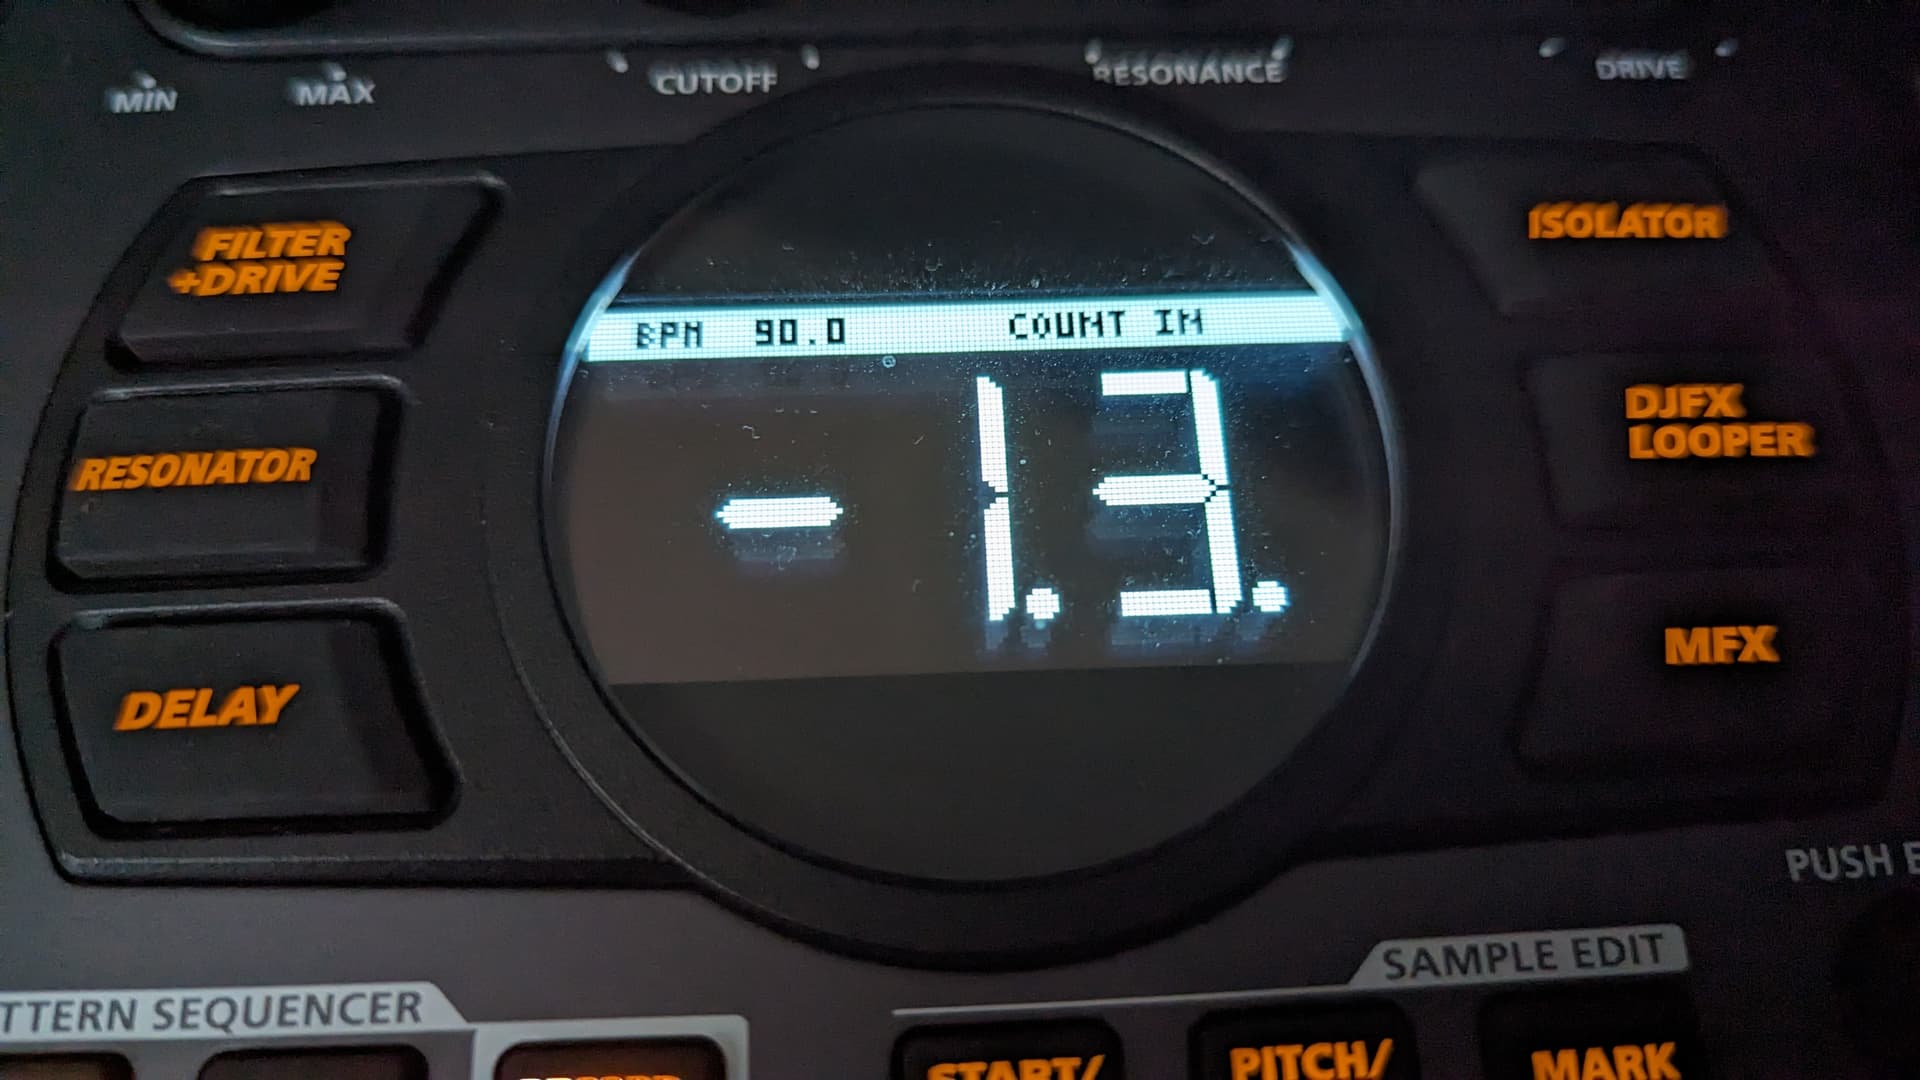 MIN MAX CUTOFF RESONANCE DRIVE
FILTER
+DRIVE
ISOLATOR
BPM 90.0 COUNT IN
-1.3.
RESONATOR
DJFX
LOOPER
DELAY
MFX
PUSH E
SAMPLE EDIT
TTERN SEQUENCER
START/
PITCH/
MARK